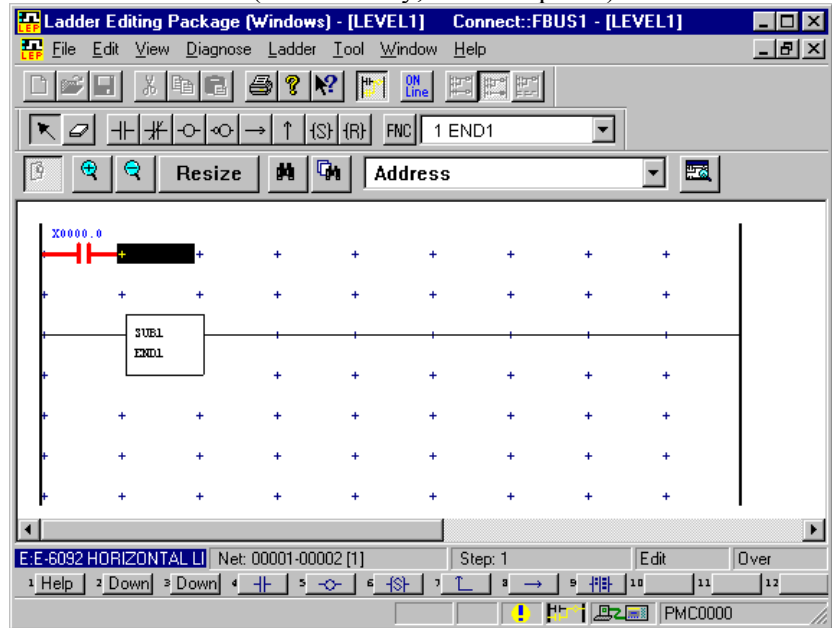 Ladder Editing Package (Windows) - [LEVEL1] Connect::FBUS1 - [LEVEL1]
LEP File Edit View Diagnose Ladder Tool Window Help
ON
Line
{S} {R} FNC 1 END1
Resize Address
X0000.0
SUB1
END1
E:E-6092 HORIZONTAL LI Net: 00001-00002 [1] Step: 1 Edit Over
1 Help 2 Down 3 Down 4 5 6 {S} 7 8 9 10 11 12
PMC0000